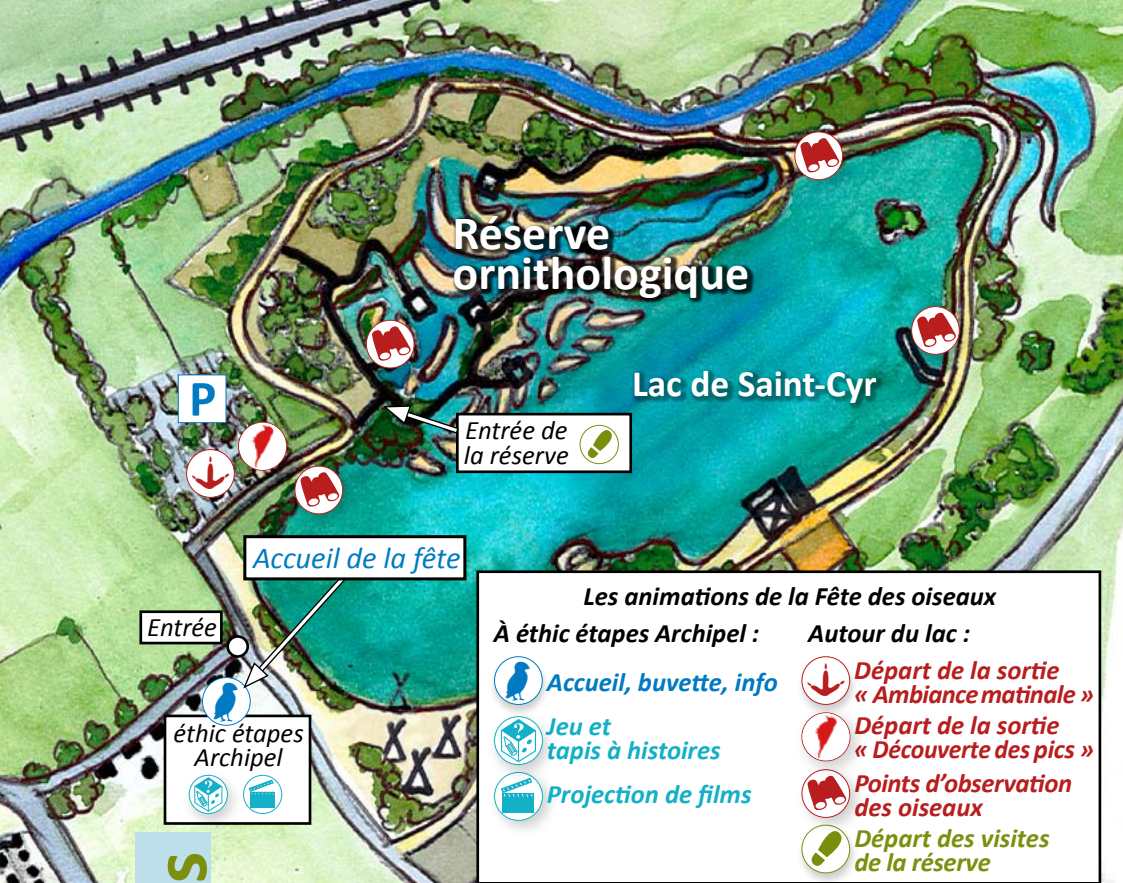 Réserve
ornithologique
Lac de Saint-Cyr
P
Entrée de
la réserve
Accueil de la fête
Entrée
éthic étapes
Archipel
Les animations de la Fête des oiseaux
À éthic étapes Archipel :
Accueil, buvette, info
Jeu et
tapis à histoires
Projection de films
Autour du lac :
Départ de la sortie
« Ambiance matinale »
Départ de la sortie
« Découverte des pics »
Points d'observation
des oiseaux
Départ des visites
de la réserve
S